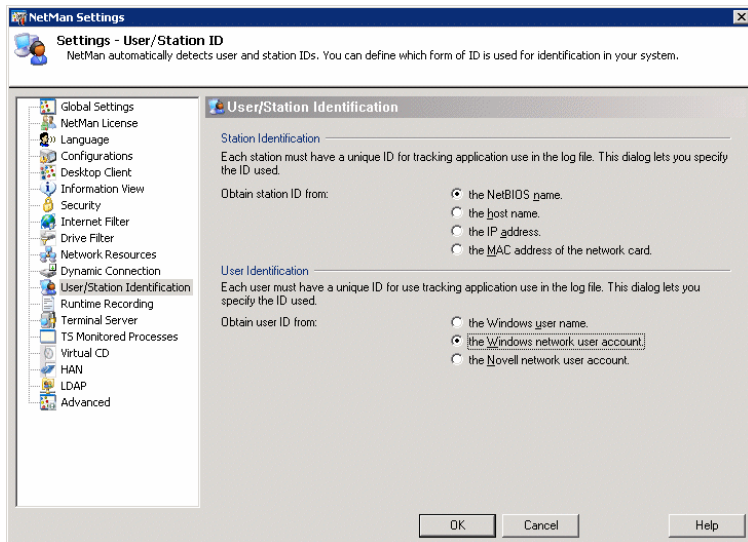 NetMan Settings
Settings - User/Station ID
NetMan automatically detects user and station IDs. You can define which form of ID is used for identification in your system.
Global Settings
NetMan License
Language
Configurations
Desktop Client
Information View
Security
Internet Filter
Drive Filter
Network Resources
Dynamic Connection
User/Station Identification
Runtime Recording
Terminal Server
TS Monitored Processes
Virtual CD
HAN
LDAP
Advanced
User/Station Identification
Station Identification
Each station must have a unique ID for tracking application use in the log file. This dialog lets you specify
the ID used.
Obtain station ID from:
the NetBIOS name.
the host name.
the IP address.
the MAC address of the network card.
User Identification
Each user must have a unique ID for use tracking application use in the log file. This dialog lets you
specify the ID used.
Obtain user ID from:
the Windows user name.
the Windows network user account.
the Novell network user account.
OK
Cancel
Help